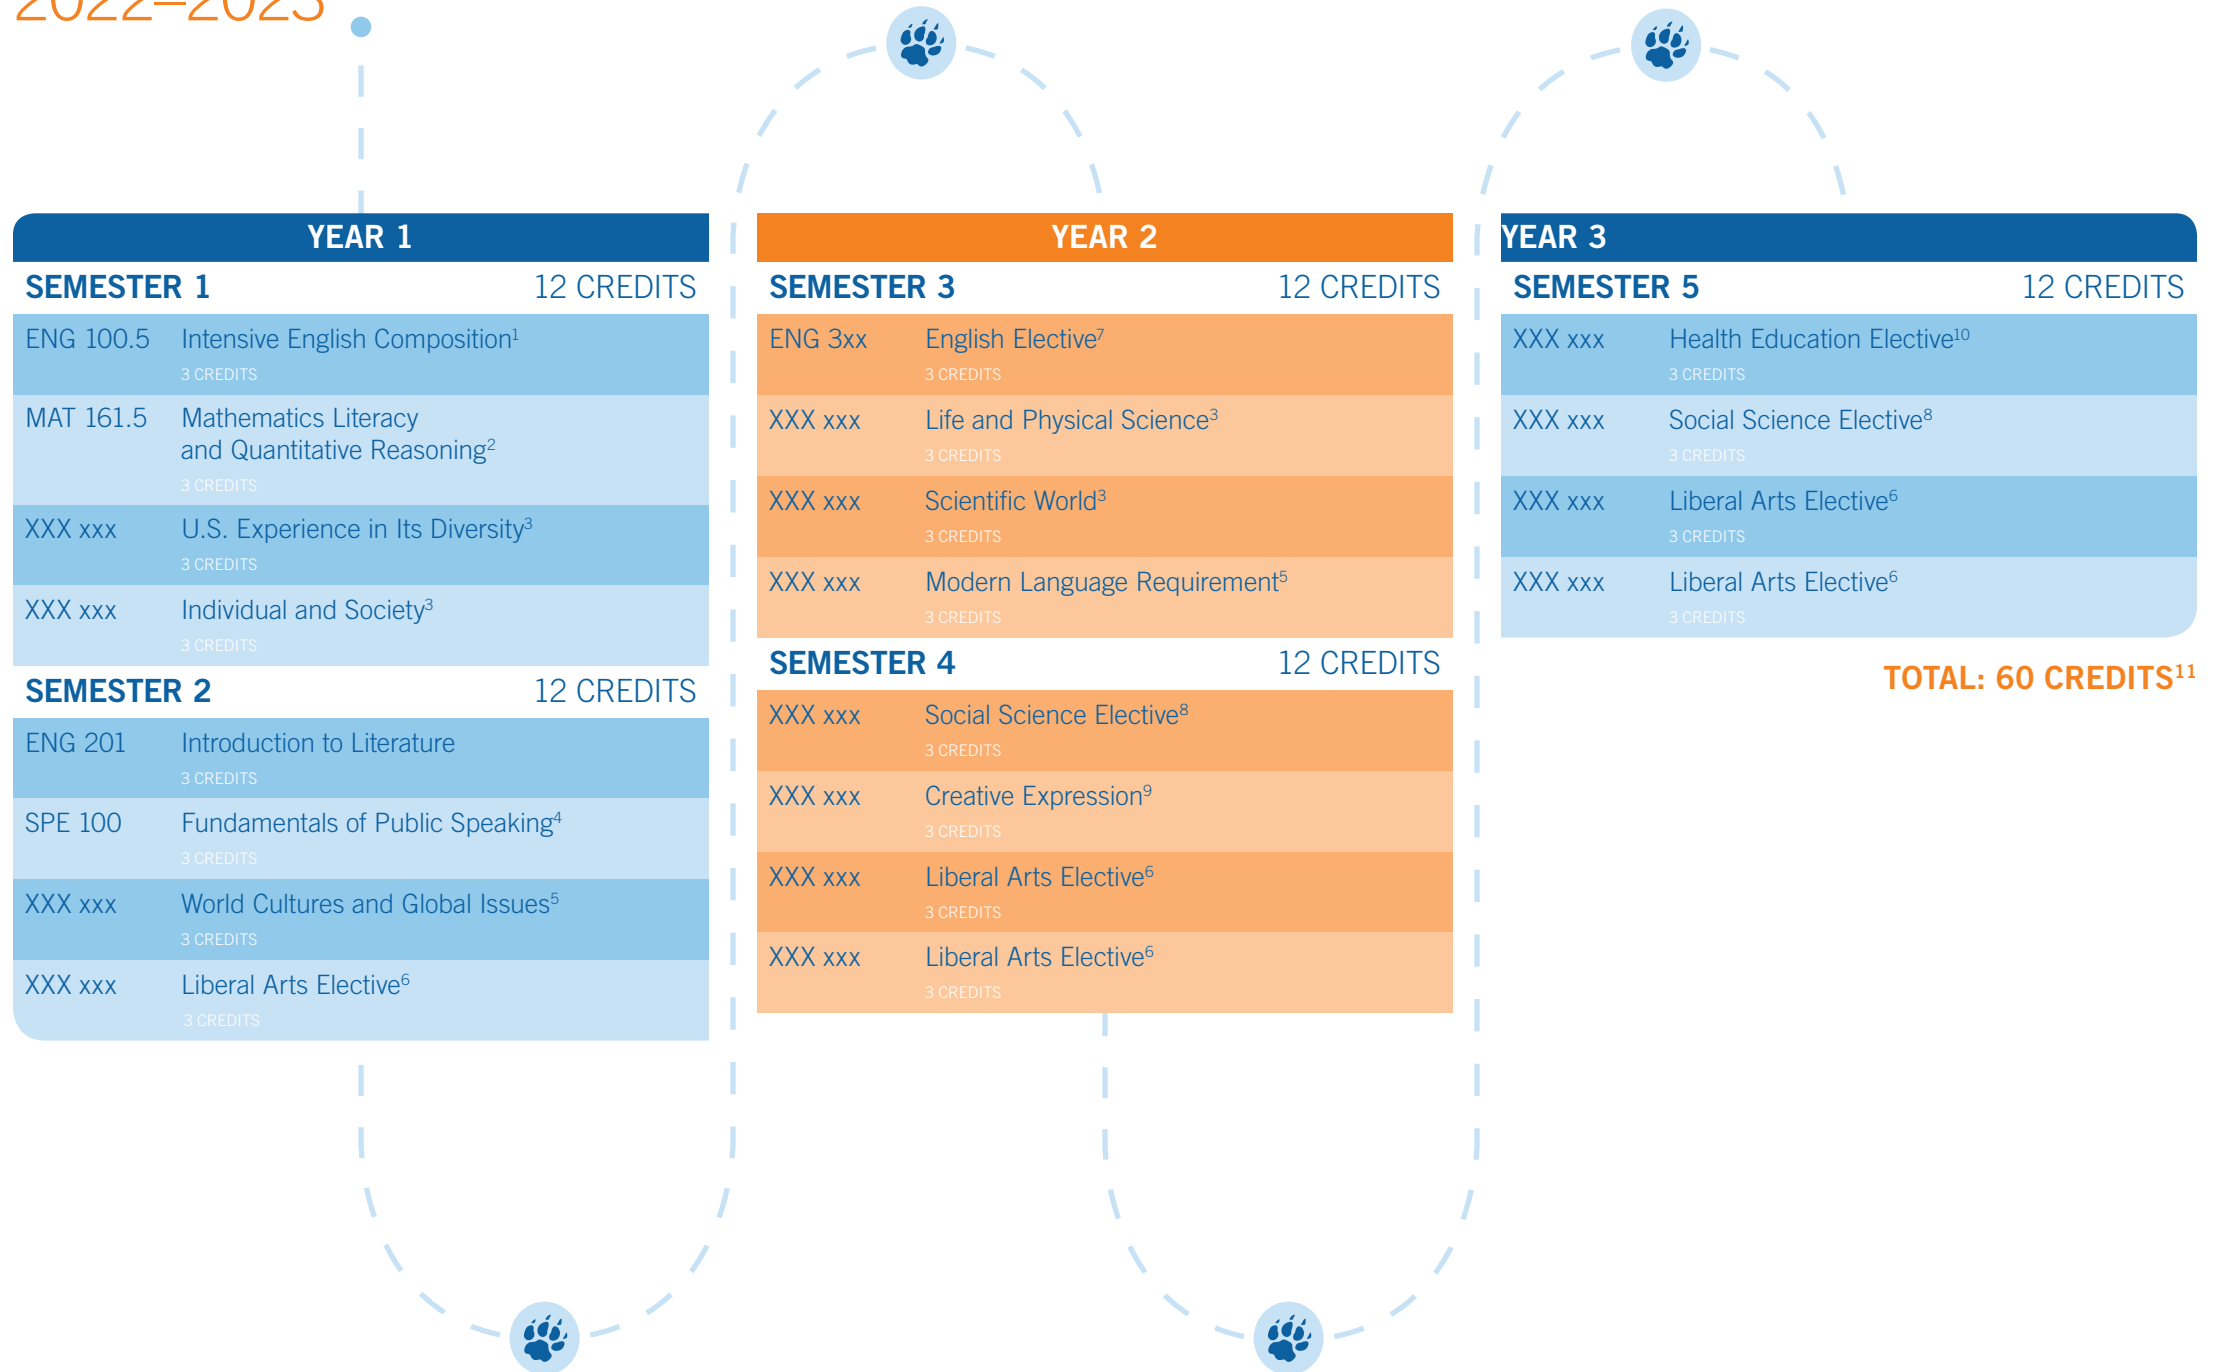 2022–2023
YEAR 1
SEMESTER 1 12 CREDITS
ENG 100.5 Intensive English Composition¹
3 CREDITS
MAT 161.5 Mathematics Literacy
and Quantitative Reasoning²
3 CREDITS
XXX xxx U.S. Experience in Its Diversity³
3 CREDITS
XXX xxx Individual and Society³
3 CREDITS
SEMESTER 2 12 CREDITS
ENG 201 Introduction to Literature
3 CREDITS
SPE 100 Fundamentals of Public Speaking⁴
3 CREDITS
XXX xxx World Cultures and Global Issues⁵
3 CREDITS
XXX xxx Liberal Arts Elective⁶
3 CREDITS
YEAR 2
SEMESTER 3 12 CREDITS
ENG 3xx English Elective⁷
3 CREDITS
XXX xxx Life and Physical Science³
3 CREDITS
XXX xxx Scientific World³
3 CREDITS
XXX xxx Modern Language Requirement⁵
3 CREDITS
SEMESTER 4 12 CREDITS
XXX xxx Social Science Elective⁸
3 CREDITS
XXX xxx Creative Expression⁹
3 CREDITS
XXX xxx Liberal Arts Elective⁶
3 CREDITS
XXX xxx Liberal Arts Elective⁶
3 CREDITS
YEAR 3
SEMESTER 5 12 CREDITS
XXX xxx Health Education Elective¹⁰
3 CREDITS
XXX xxx Social Science Elective⁸
3 CREDITS
XXX xxx Liberal Arts Elective⁶
3 CREDITS
XXX xxx Liberal Arts Elective⁶
3 CREDITS
TOTAL: 60 CREDITS¹¹